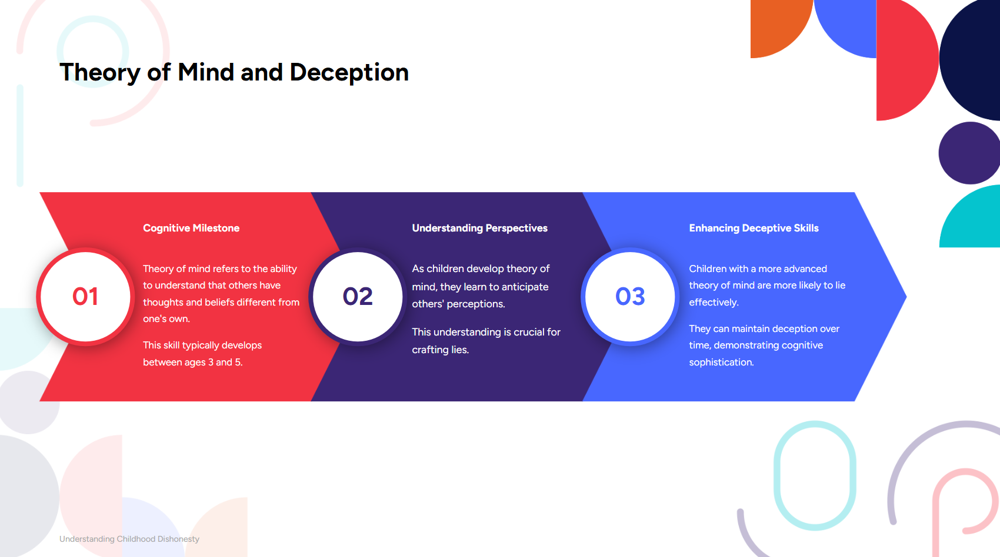 Theory of Mind and Deception
01
Cognitive Milestone
Theory of mind refers to the ability
to understand that others have
thoughts and beliefs different from
one's own.
This skill typically develops
between ages 3 and 5.
02
Understanding Perspectives
As children develop theory of
mind, they learn to anticipate
others' perceptions.
This understanding is crucial for
crafting lies.
03
Enhancing Deceptive Skills
Children with a more advanced
theory of mind are more likely to lie
effectively.
They can maintain deception over
time, demonstrating cognitive
sophistication.
Understanding Childhood Dishonesty